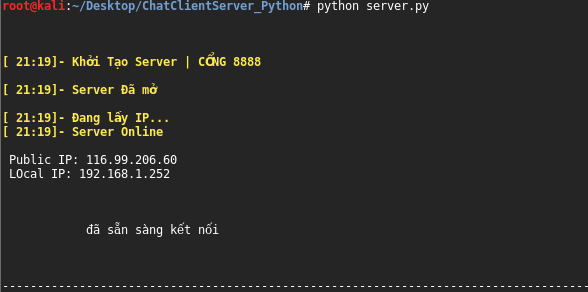 root@kali:~/Desktop/ChatClientServer_Python# python server.py
[ 21:19]- Khởi Tạo Server | CỔNG 8888
[ 21:19]- Server Đã mở
[ 21:19]- Đang lấy IP...
[ 21:19]- Server Online
Public IP: 116.99.206.60
LOcal IP: 192.168.1.252
đã sẵn sàng kết nối
------------------------------------------------------------------------------------